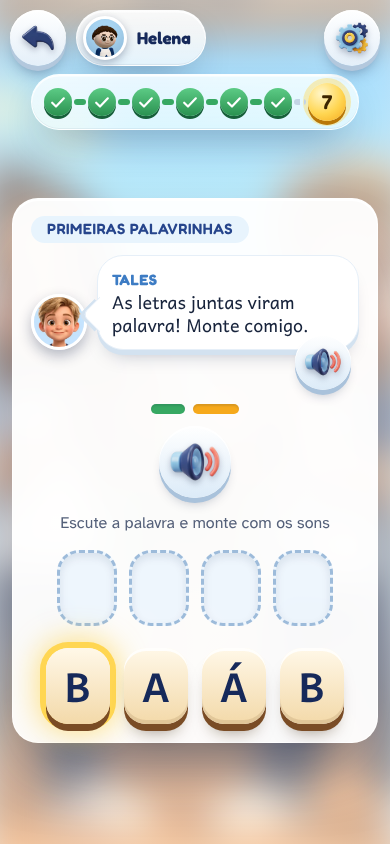 Helena
7
PRIMEIRAS PALAVRINHAS
TALES
As letras juntas viram
palavra! Monte comigo.
Escute a palavra e monte com os sons
B A Á B